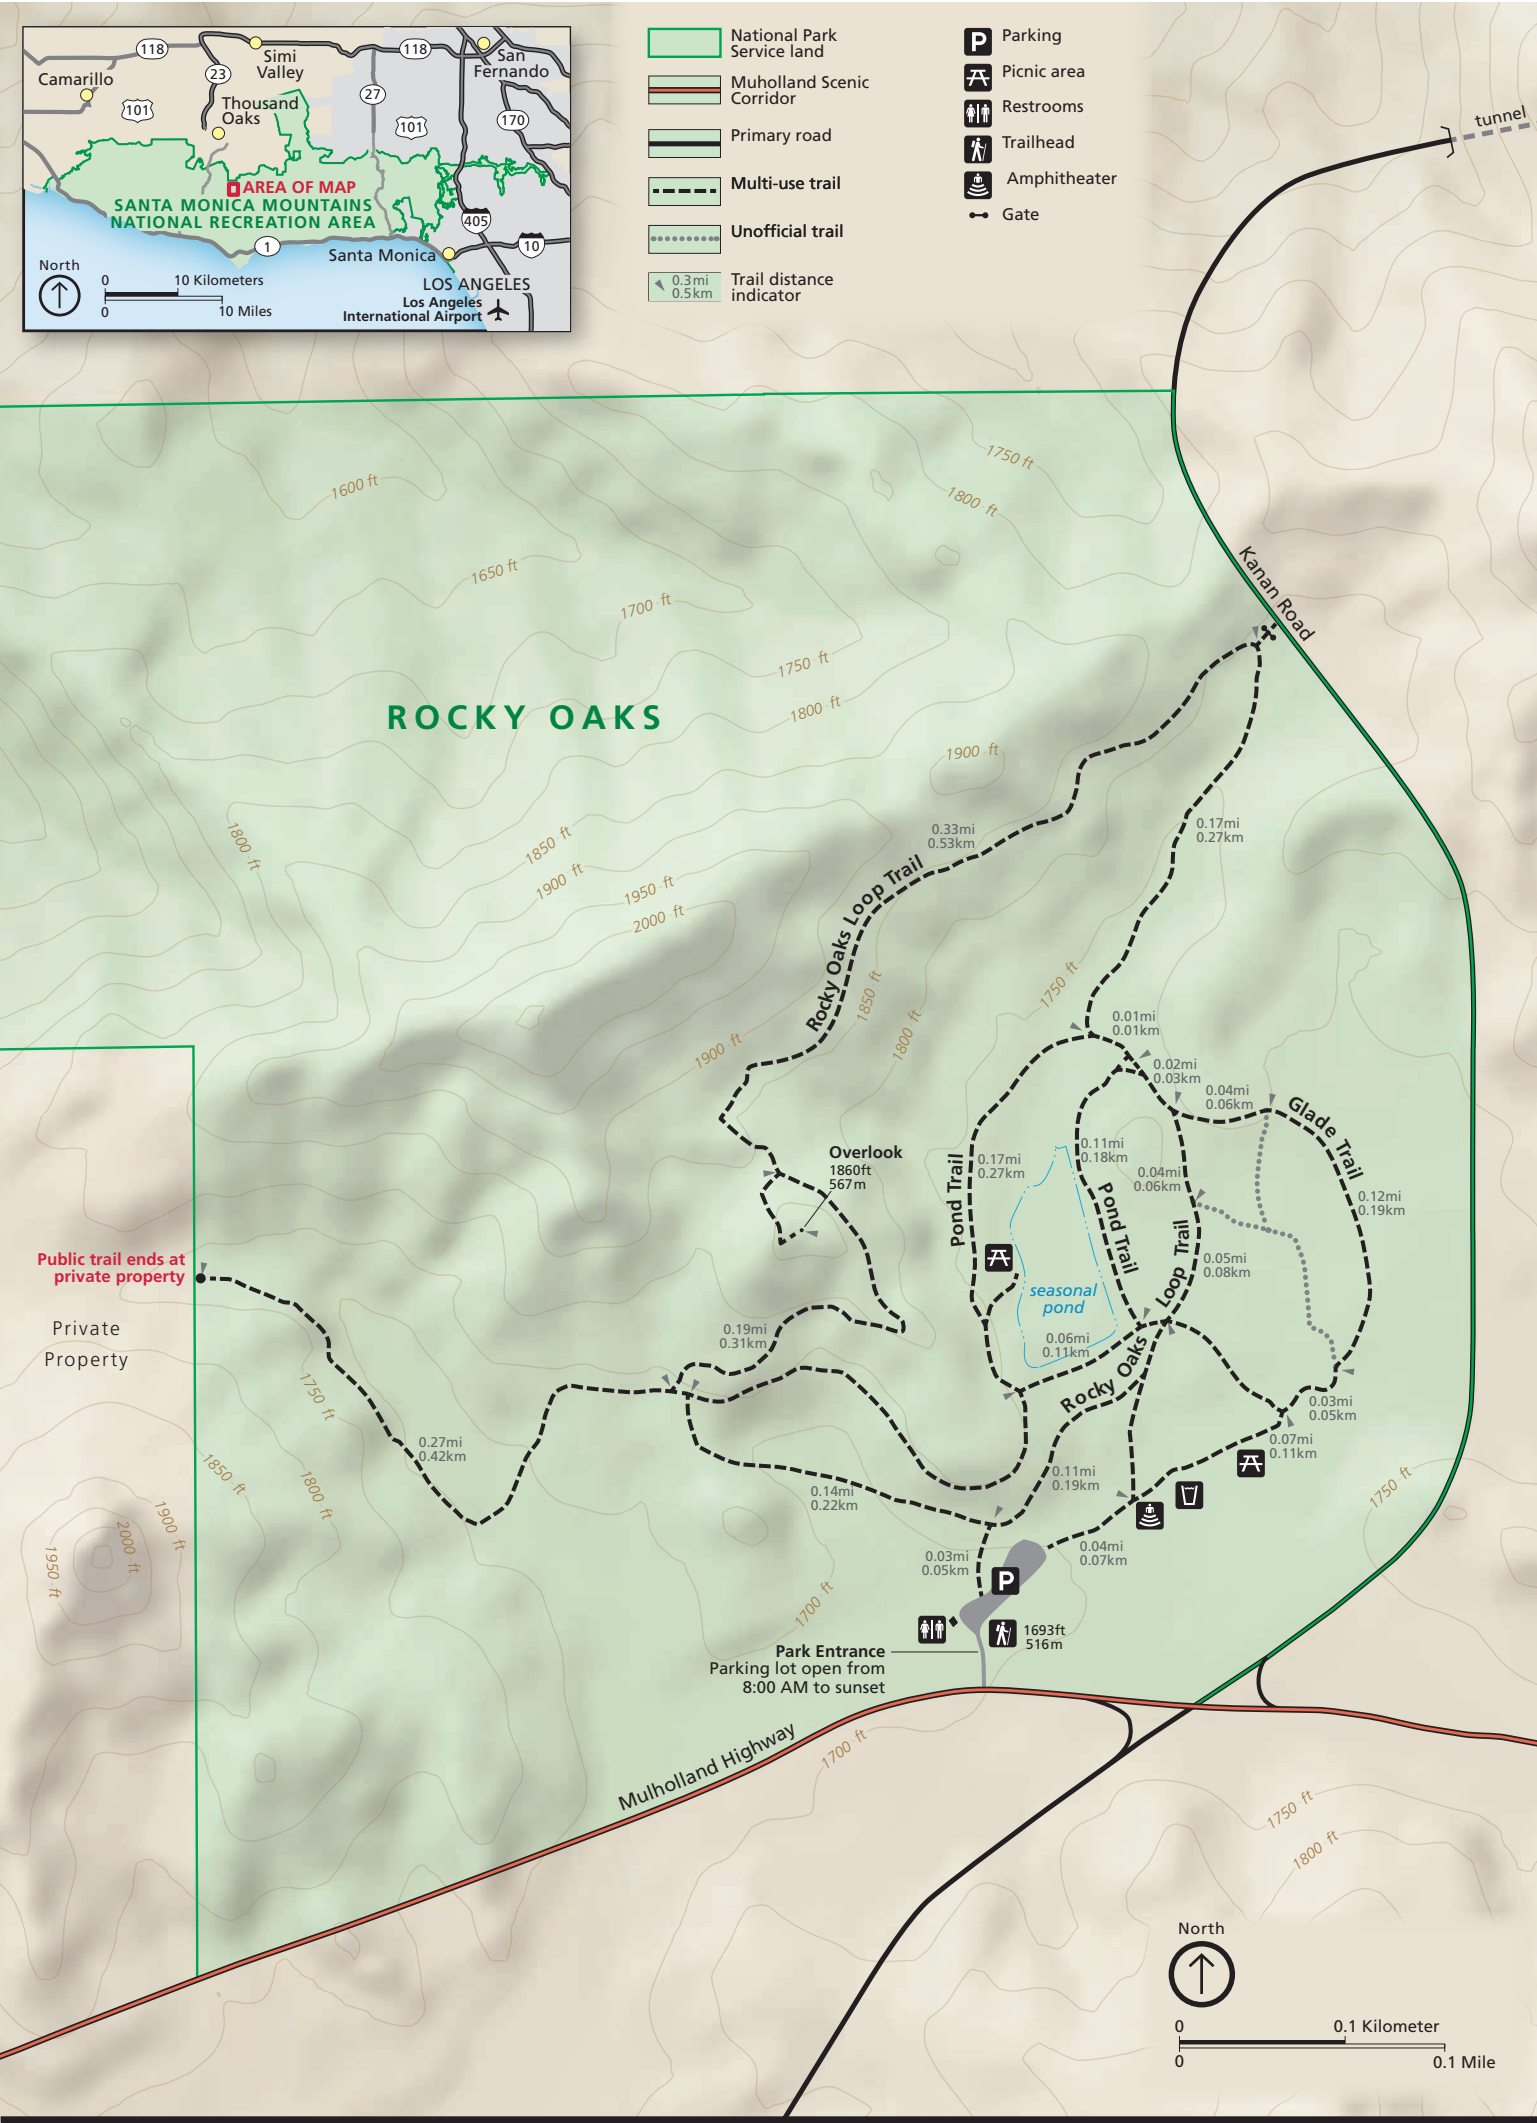 118
118
Simi
Valley
San
Fernando
Camarillo
23
27
101
Thousand
Oaks
101
170
AREA OF MAP
SANTA MONICA MOUNTAINS
NATIONAL RECREATION AREA
405
1
10
Santa Monica
North
0
10 Kilometers
0
10 Miles
LOS ANGELES
Los Angeles
International Airport
National Park
Service land
Muholland Scenic
Corridor
Primary road
Multi-use trail
Unofficial trail
0.3mi
0.5km
Trail distance
indicator
P
Parking
Picnic area
Restrooms
Trailhead
Amphitheater
Gate
tunnel
1750 ft
1600 ft
1800 ft
Kanan Road
1650 ft
1700 ft
1750 ft
1800 ft
ROCKY OAKS
1900 ft
1800 ft
0.33mi
0.53km
0.17mi
0.27km
1850 ft
1900 ft
1950 ft
2000 ft
Rocky Oaks Loop Trail
1850 ft
1750 ft
1800 ft
1900 ft
0.01mi
0.01km
0.02mi
0.03km
0.04mi
0.06km
Glade Trail
Overlook
1860ft
567m
Pond Trail
0.17mi
0.27km
0.11mi
0.18km
0.04mi
0.06km
Pond Trail
0.12mi
0.19km
Public trail ends at
private property
Private
Property
Loop Trail
0.05mi
0.08km
seasonal
pond
0.19mi
0.31km
0.06mi
0.11km
Rocky Oaks
1750 ft
0.03mi
0.05km
0.27mi
0.42km
0.07mi
0.11km
1850 ft
1800 ft
0.11mi
0.19km
0.14mi
0.22km
1750 ft
1900 ft
2000 ft
1950 ft
0.04mi
0.07km
0.03mi
0.05km
P
1700 ft
1693ft
516m
Park Entrance
Parking lot open from
8:00 AM to sunset
Mulholland Highway
1700 ft
1750 ft
1800 ft
North
0
0.1 Kilometer
0
0.1 Mile